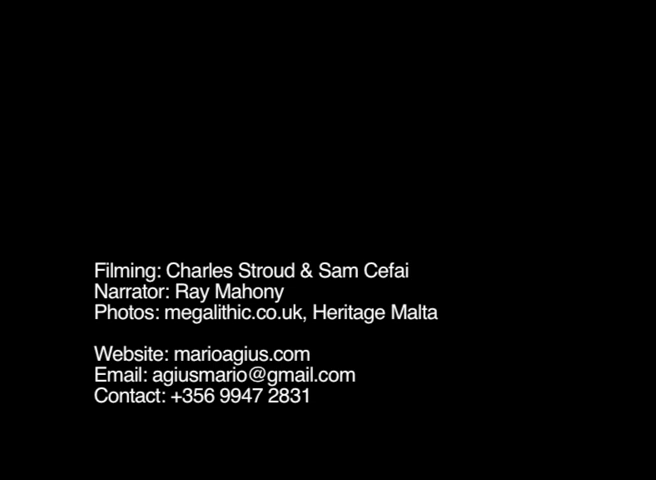 Filming: Charles Stroud & Sam Cefai
Narrator: Ray Mahony
Photos: megalithic.co.uk, Heritage Malta
Website: marioagius.com
Email: agiusmario@gmail.com
Contact: +356 9947 2831